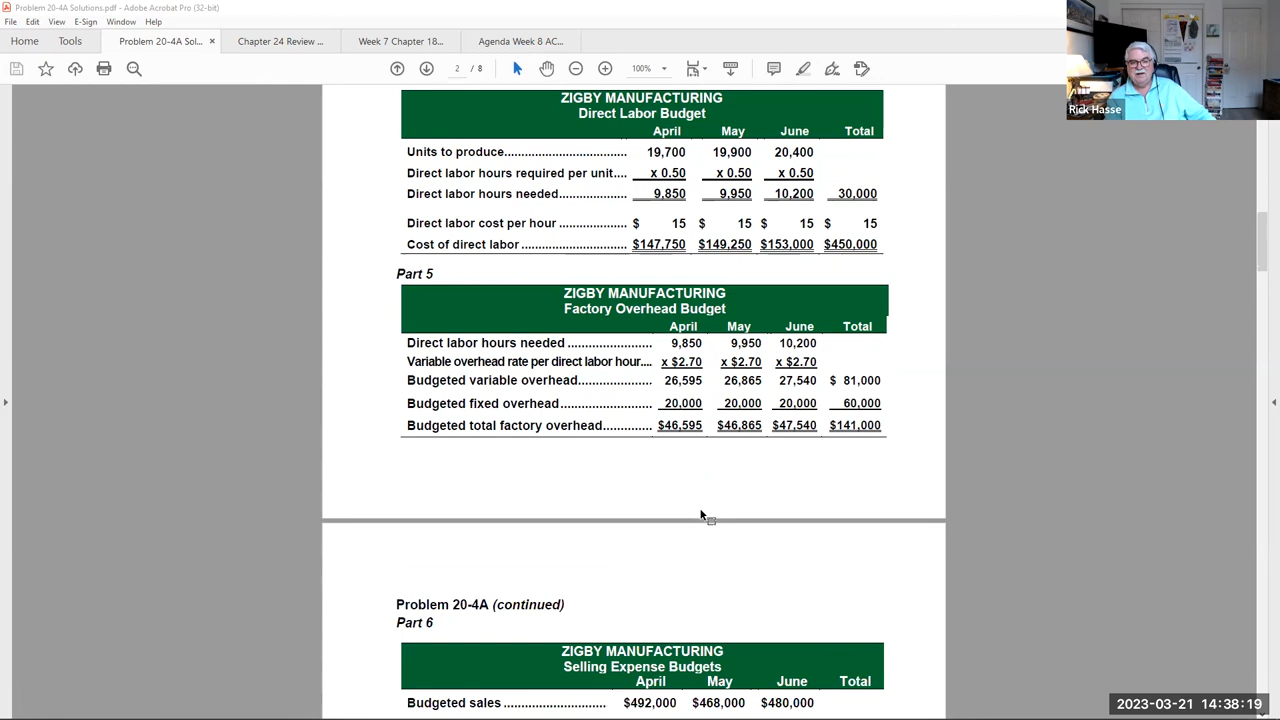 Problem 20-4A Solutions.pdf - Adobe Acrobat Pro (32-bit)
File Edit View E-Sign Window Help
Home Tools Problem 20-4A Sol... × Chapter 24 Review ... Week 7 Chapter 18... Agenda Week 8 AC...
2 / 8 100%
Rick Hasse
ZIGBY MANUFACTURING
Direct Labor Budget
April May June Total
Units to produce.................................. 19,700 19,900 20,400
Direct labor hours required per unit.... x 0.50 x 0.50 x 0.50
Direct labor hours needed................... 9,850 9,950 10,200 30,000
Direct labor cost per hour ................... $ 15 $ 15 $ 15 $ 15
Cost of direct labor ............................. $147,750 $149,250 $153,000 $450,000
Part 5
ZIGBY MANUFACTURING
Factory Overhead Budget
April May June Total
Direct labor hours needed ....................... 9,850 9,950 10,200
Variable overhead rate per direct labor hour.... x $2.70 x $2.70 x $2.70
Budgeted variable overhead.................... 26,595 26,865 27,540 $ 81,000
Budgeted fixed overhead......................... 20,000 20,000 20,000 60,000
Budgeted total factory overhead............. $46,595 $46,865 $47,540 $141,000
Problem 20-4A (continued)
Part 6
ZIGBY MANUFACTURING
Selling Expense Budgets
April May June Total
Budgeted sales ............................ $492,000 $468,000 $480,000
2023-03-21 14:38:19